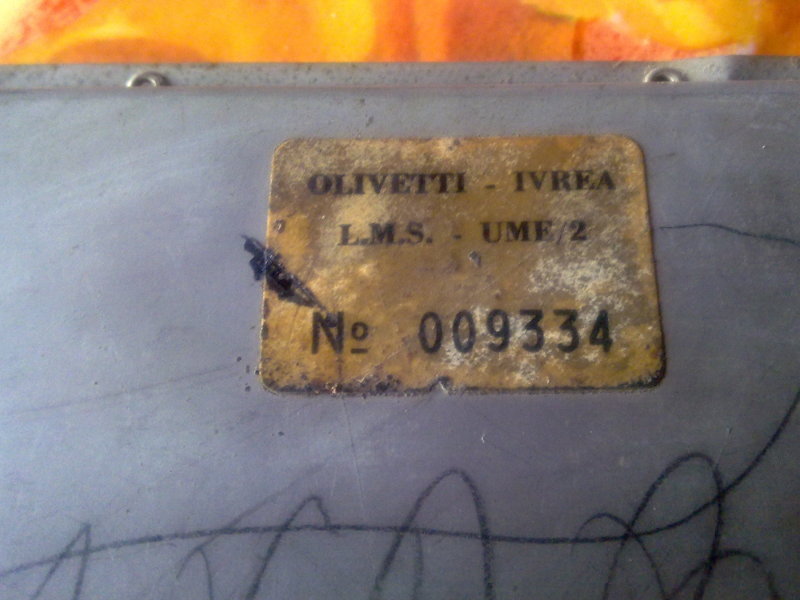 OLIVETTI - IVREA
L.M.S. - UME/2
No 009334